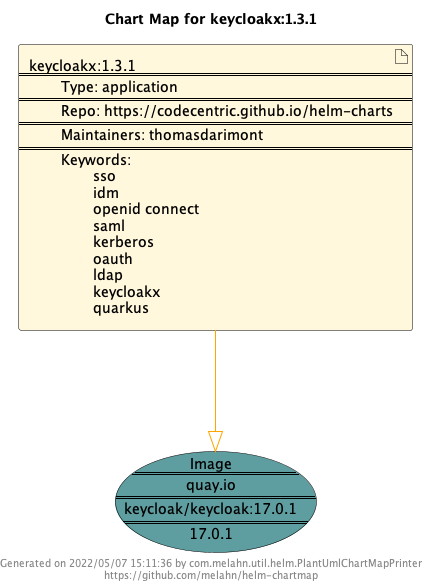 Chart Map for keycloakx:1.3.1
keycloakx:1.3.1
Type: application
Repo: https://codecentric.github.io/helm-charts
Maintainers: thomasdarimont
Keywords:
sso
idm
openid connect
saml
kerberos
oauth
ldap
keycloakx
quarkus
Image
quay.io
keycloak/keycloak:17.0.1
17.0.1
Generated on 2022/05/07 15:11:36 by com.melahn.util.helm.PlantUmlChartMapPrinter
https://github.com/melahn/helm-chartmap